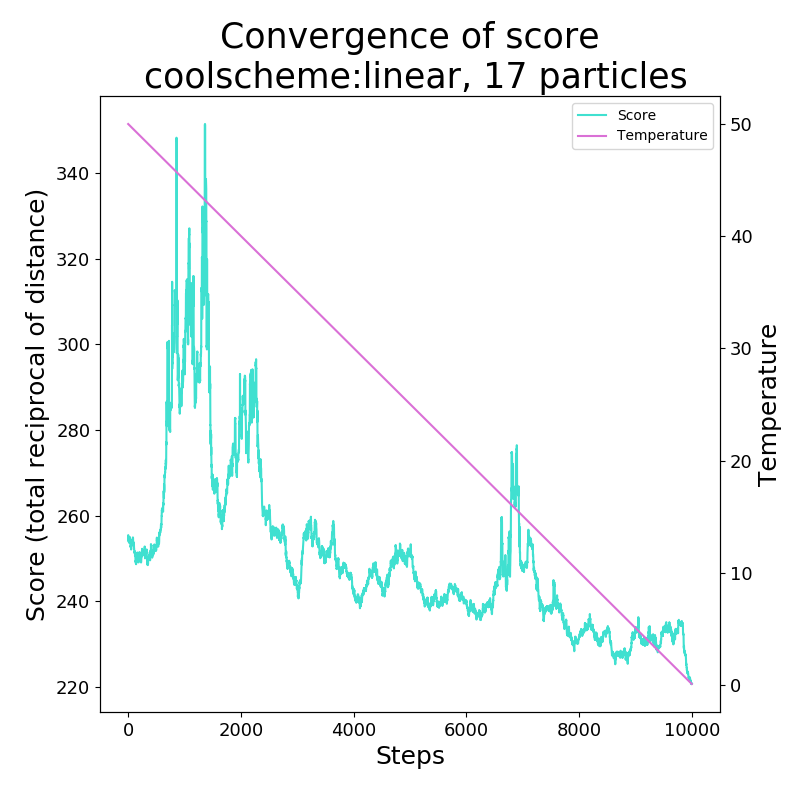 Convergence of score
coolscheme:linear, 17 particles
Score
Temperature
Score (total reciprocal of distance)
340
320
300
280
260
240
220
50
40
30
20
10
0
Temperature
0 2000 4000 6000 8000 10000
Steps